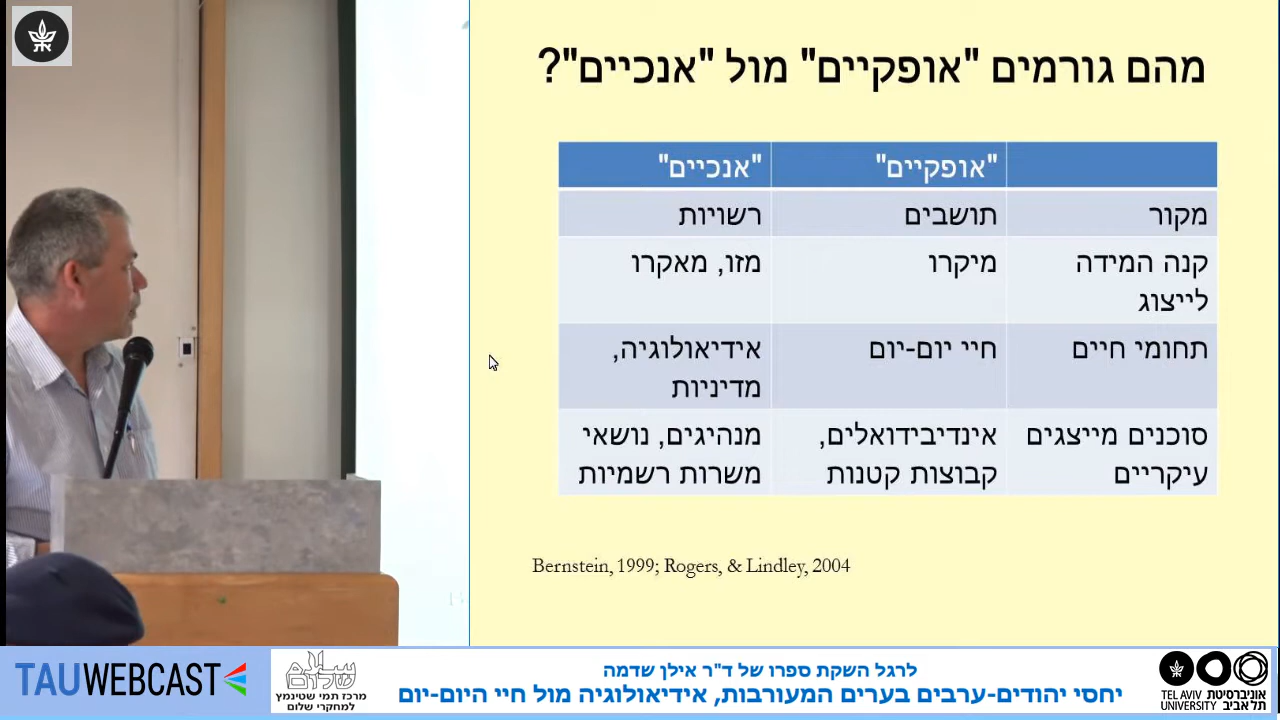 מהם גורמים "אופקיים" מול "אנכיים"?
"אופקיים" "אנכיים"
מקור תושבים רשויות
קנה המידה לייצוג מיקרו מזו, מאקרו
תחומי חיים חיי יום-יום אידיאולוגיה, מדיניות
סוכנים מייצגים עיקריים אינדיבידואלים, קבוצות קטנות מנהיגים, נושאי משרות רשמיות
Bernstein, 1999; Rogers, & Lindley, 2004
TAUWEBCAST
שלום
מרכז תמי שטינמץ
למחקרי שלום
לרגל השקת ספרו של ד"ר אילן שדמה
יחסי יהודים-ערבים בערים המעורבות, אידיאולוגיה מול חיי היום-יום
TEL AVIV UNIVERSITY
אוניברסיטת תל אביב